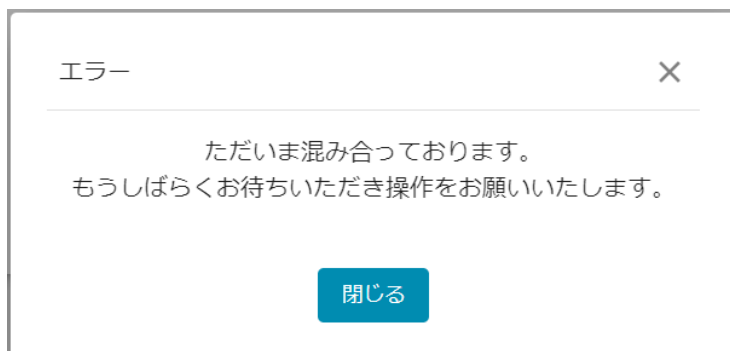 エラー
ただいま混み合っております。
もうしばらくお待ちいただき操作をお願いいたします。
閉じる